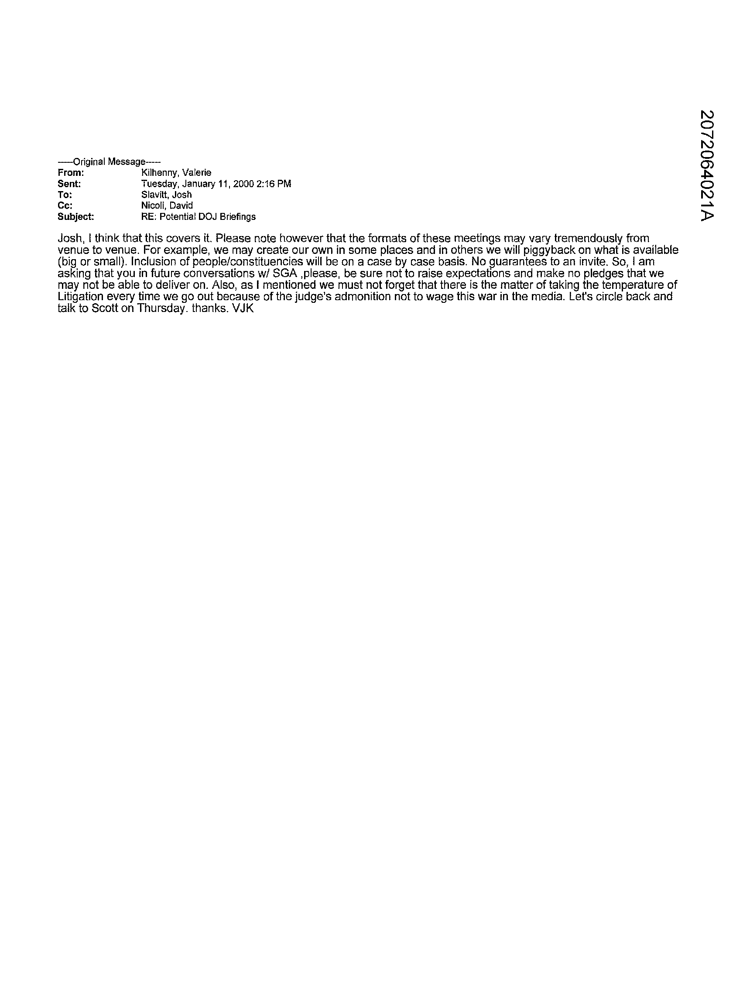 -----Original Message-----
From: Kilhenny, Valerie
Sent: Tuesday, January 11, 2000 2:16 PM
To: Slavitt, Josh
Cc: Nicoli, David
Subject: RE: Potential DOJ Briefings
Josh, I think that this covers it. Please note however that the formats of these meetings may vary tremendously from
venue to venue. For example, we may create our own in some places and in others we will piggyback on what is available
(big or small). Inclusion of people/constituencies will be on a case by case basis. No guarantees to an invite. So, I am
asking that you in future conversations w/ SGA ,please, be sure not to raise expectations and make no pledges that we
may not be able to deliver on. Also, as I mentioned we must not forget that there is the matter of taking the temperature of
Litigation every time we go out because of the judge's admonition not to wage this war in the media. Let's circle back and
talk to Scott on Thursday. thanks. VJK
2072064021A